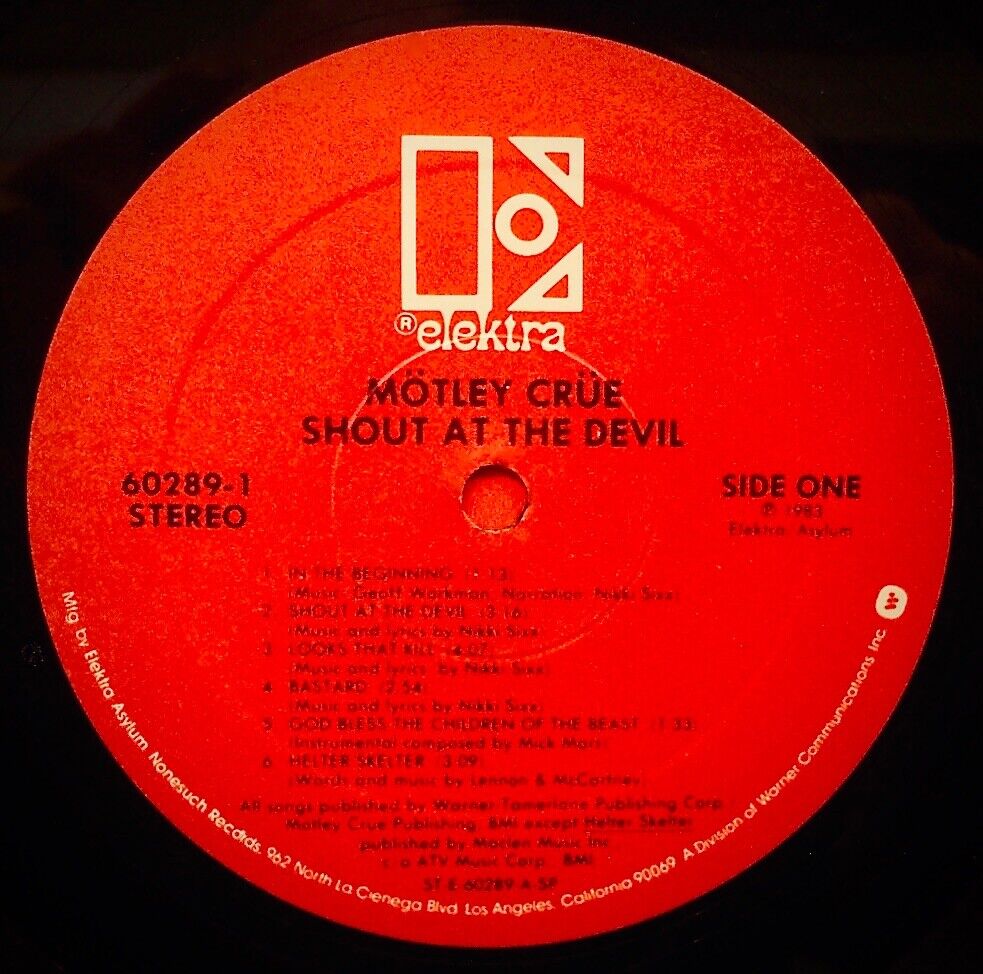 ® elektra
MÖTLEY CRÜE
SHOUT AT THE DEVIL
60289-1
STEREO
SIDE ONE
℗ 1983
Elektra Asylum
1. IN THE BEGINNING (1:13)
(Music: Geoff Workman, Narration: Nikki Sixx)
2. SHOUT AT THE DEVIL (3:16)
(Music and lyrics by Nikki Sixx)
3. LOOKS THAT KILL (4:07)
(Music and lyrics by Nikki Sixx)
4. BASTARD (2:54)
(Music and lyrics by Nikki Sixx)
5. GOD BLESS THE CHILDREN OF THE BEAST (1:33)
(Instrumental composed by Mick Mars)
6. HELTER SKELTER (3:09)
(Words and music by Lennon & McCartney)
All songs published by Warner Tamerlane Publishing Corp./
Motley Crue Publishing, BMI except Helter Skelter
published by Maclen Music Inc.
c/o ATV Music Corp., BMI
ST-E-60289-A-SP
Mfg. by Elektra Asylum Nonesuch Records, 962 North La Cienega Blvd. Los Angeles, California 90069 A Division of Warner Communications Inc.